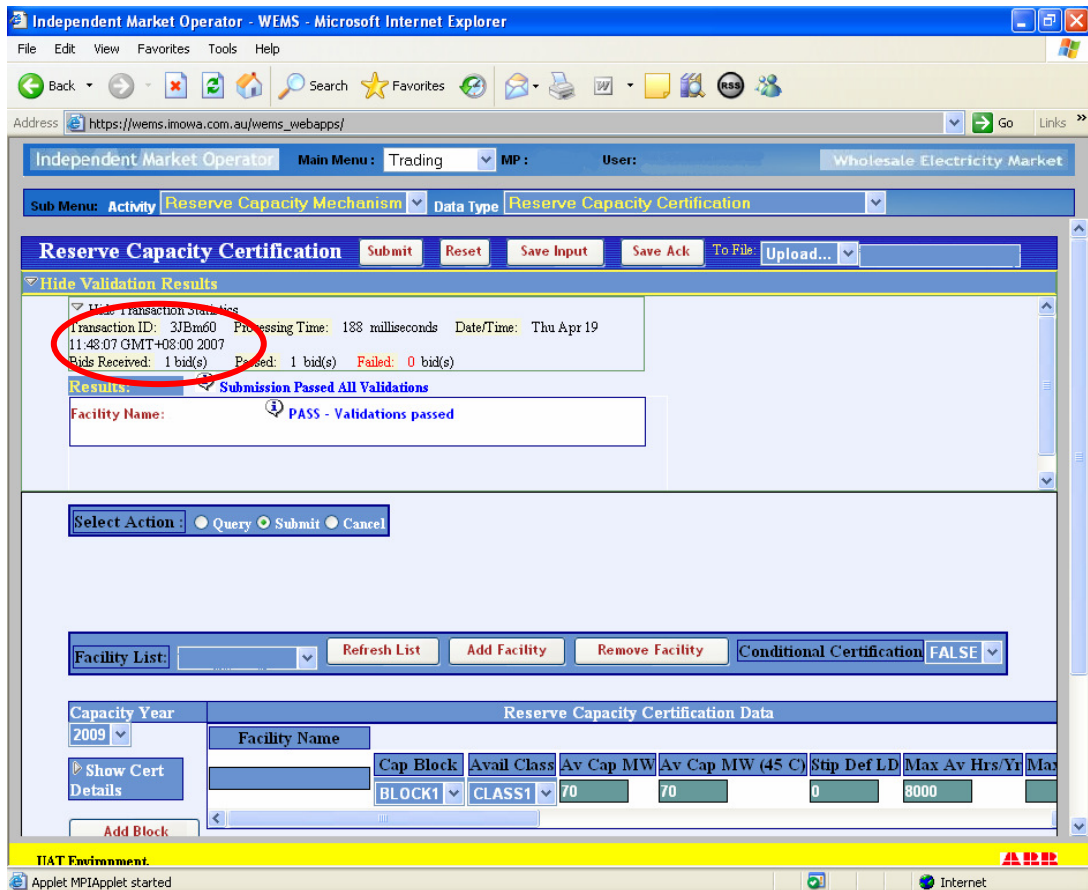 Independent Market Operator - WEMS - Microsoft Internet Explorer
File Edit View Favorites Tools Help
Back Search Favorites W RSS
Address https://wems.imowa.com.au/wems_webapps/ Go Links »
Independent Market Operator Main Menu : Trading MP : User: Wholesale Electricity Market
Sub Menu: Activity Reserve Capacity Mechanism Data Type Reserve Capacity Certification
Reserve Capacity Certification Submit Reset Save Input Save Ack To File: Upload...
Hide Validation Results
Hide Transaction Statistics
Transaction ID: 3JBm60 Processing Time: 188 milliseconds Date/Time: Thu Apr 19
11:48:07 GMT+08:00 2007
Bids Received: 1 bid(s) Passed: 1 bid(s) Failed: 0 bid(s)
Results: Submission Passed All Validations
Facility Name: PASS - Validations passed
Select Action : Query Submit Cancel
Facility List: Refresh List Add Facility Remove Facility Conditional Certification FALSE
Capacity Year Reserve Capacity Certification Data
2009 Facility Name
Show Cert Details
Cap Block Avail Class Av Cap MW Av Cap MW (45 C) Stip Def LD Max Av Hrs/Yr Max
BLOCK1 CLASS1 70 70 0 8000
Add Block
UAT Environment. ABB
Applet MPIApplet started Internet